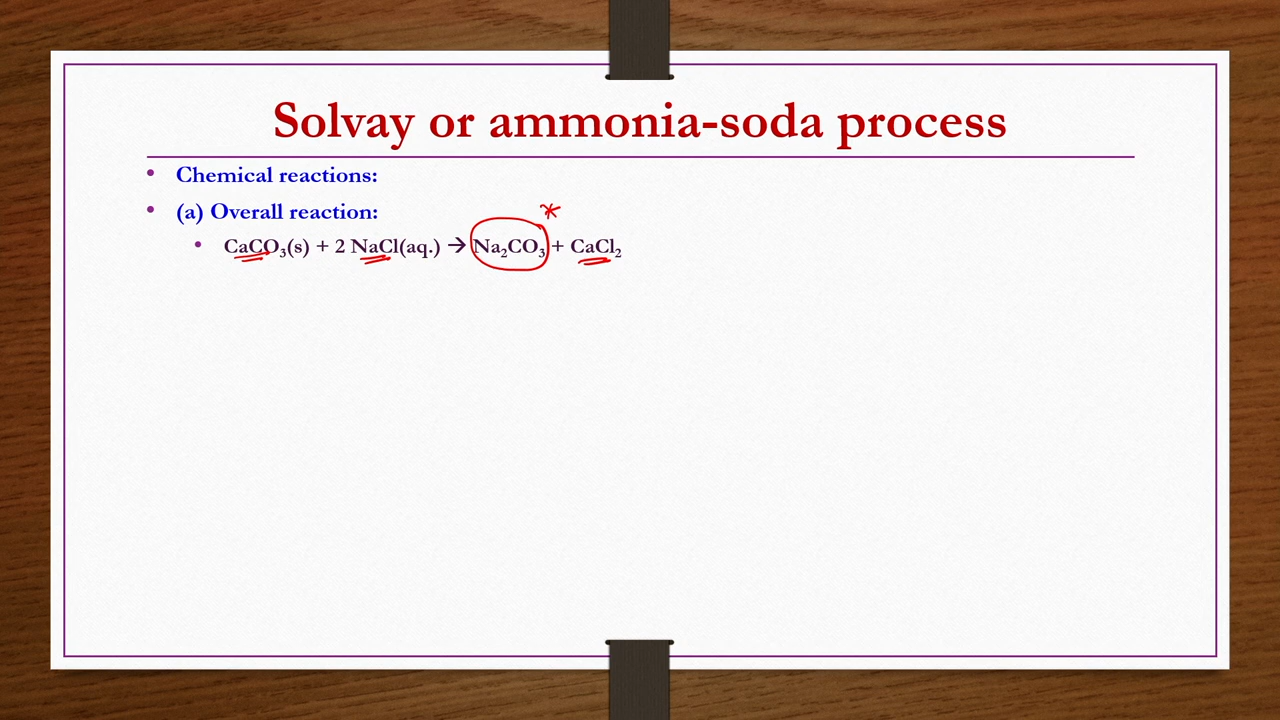 Solvay or ammonia-soda process
• Chemical reactions:
• (a) Overall reaction:
• CaCO₃(s) + 2 NaCl(aq.) → Na₂CO₃ + CaCl₂
*